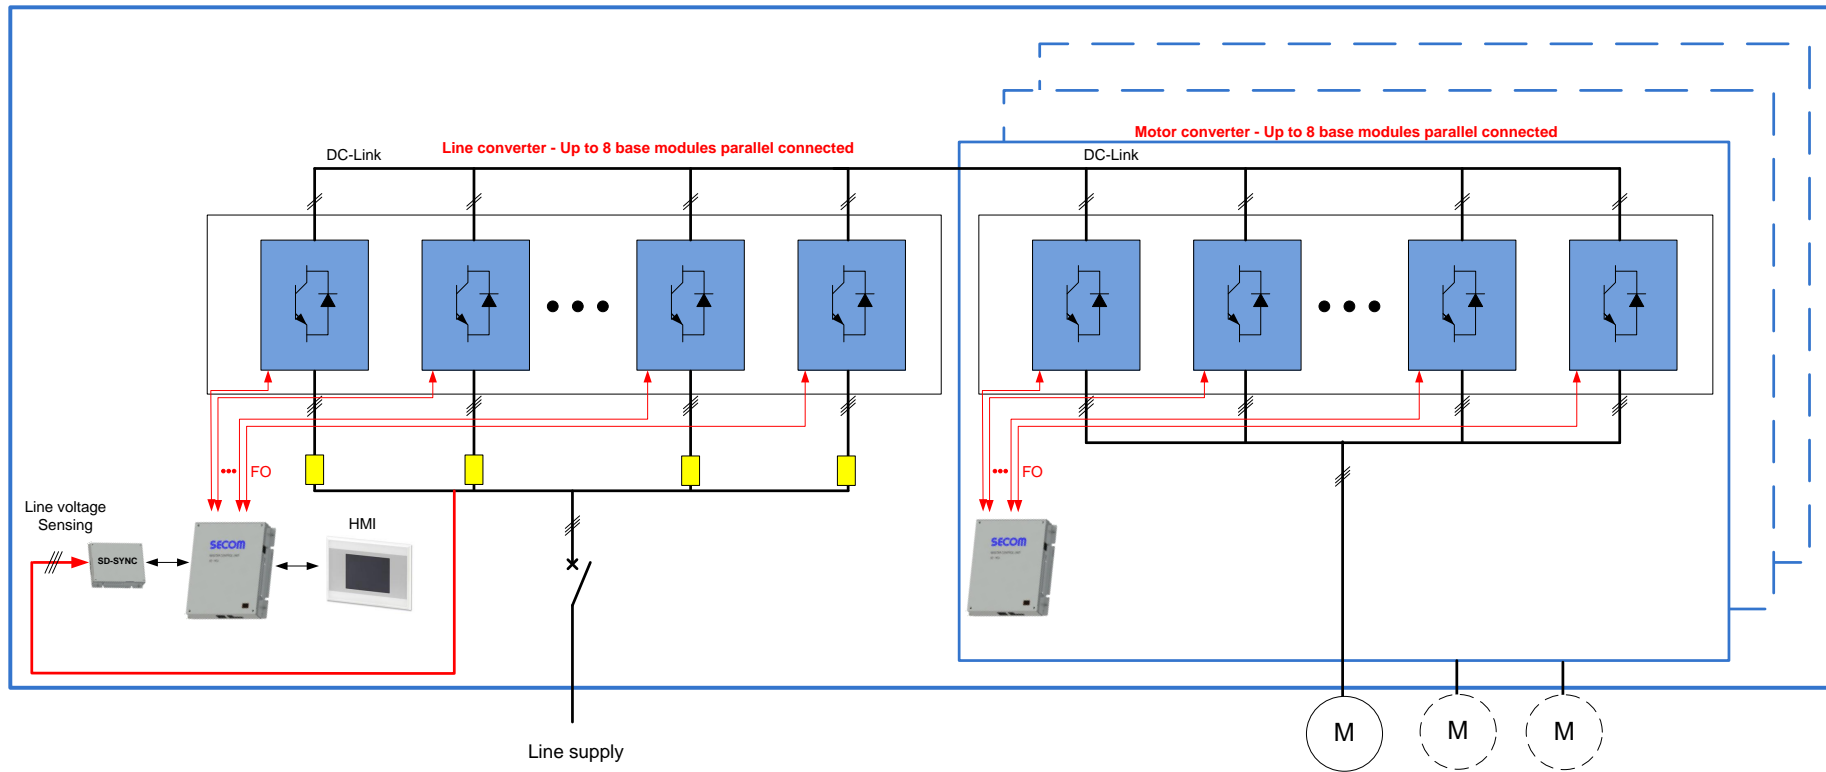 Motor converter - Up to 8 base modules parallel connected
Line converter - Up to 8 base modules parallel connected
DC-Link
DC-Link
FO
FO
Line voltage
Sensing
HMI
SD-SYNC
SECOM
SECOM
Line supply
M
M
M